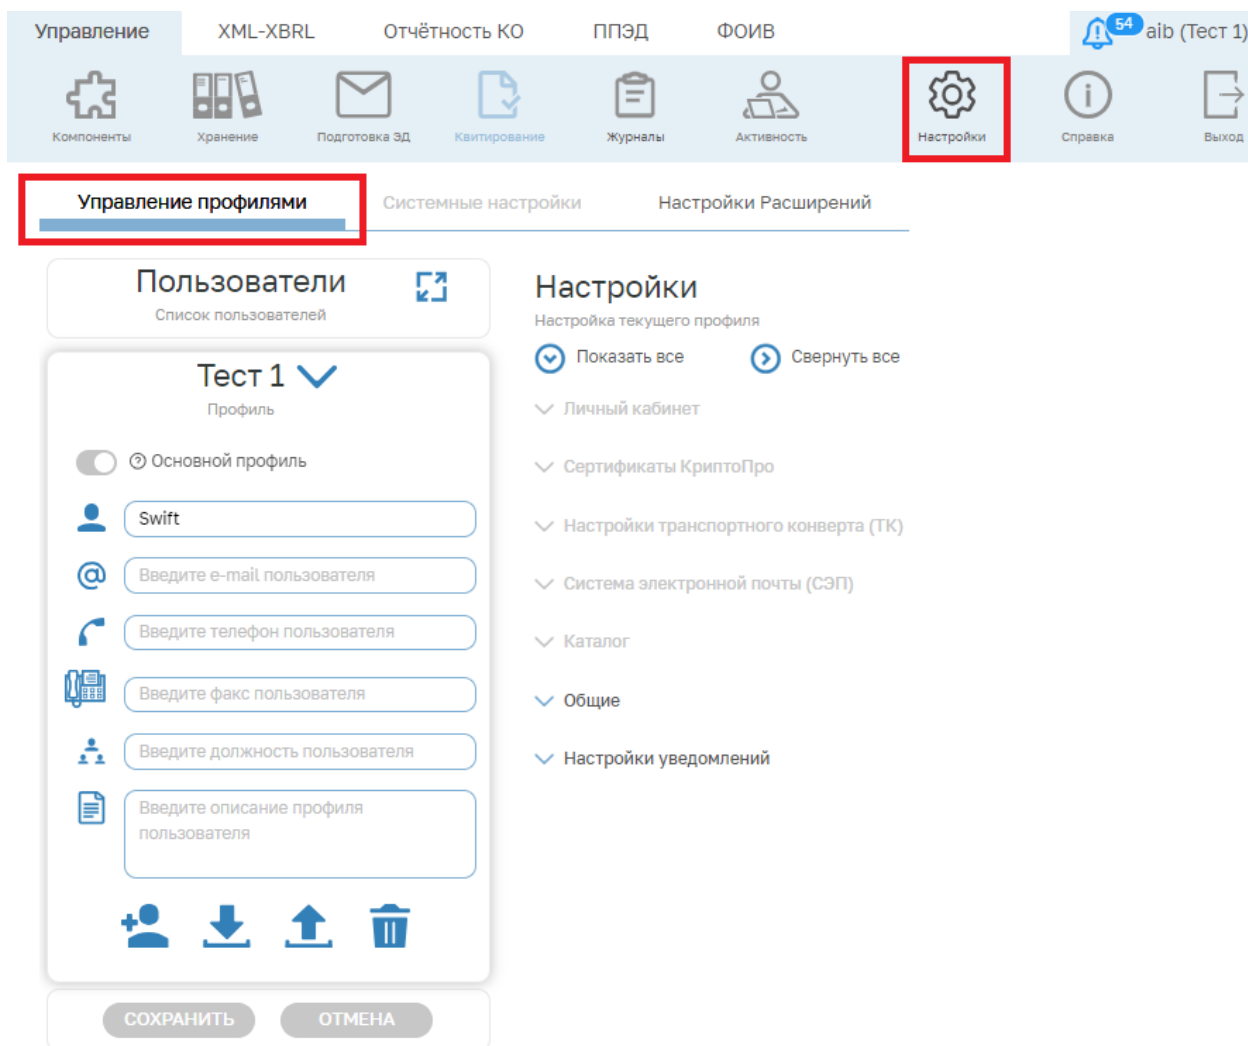 Управление XML-XBRL Отчётность КО ППЭД ФОИВ 54 aib (Тест 1)
Компоненты Хранение Подготовка ЭД Квитирование Журналы Активность Настройки Справка Выход
Управление профилями Системные настройки Настройки Расширений
Пользователи
Список пользователей
Тест 1
Профиль
Основной профиль
Swift
Введите e-mail пользователя
Введите телефон пользователя
Введите факс пользователя
Введите должность пользователя
Введите описание профиля
пользователя
СОХРАНИТЬ ОТМЕНА
Настройки
Настройка текущего профиля
Показать все Свернуть все
Личный кабинет
Сертификаты КриптоПро
Настройки транспортного конверта (ТК)
Система электронной почты (СЭП)
Каталог
Общие
Настройки уведомлений